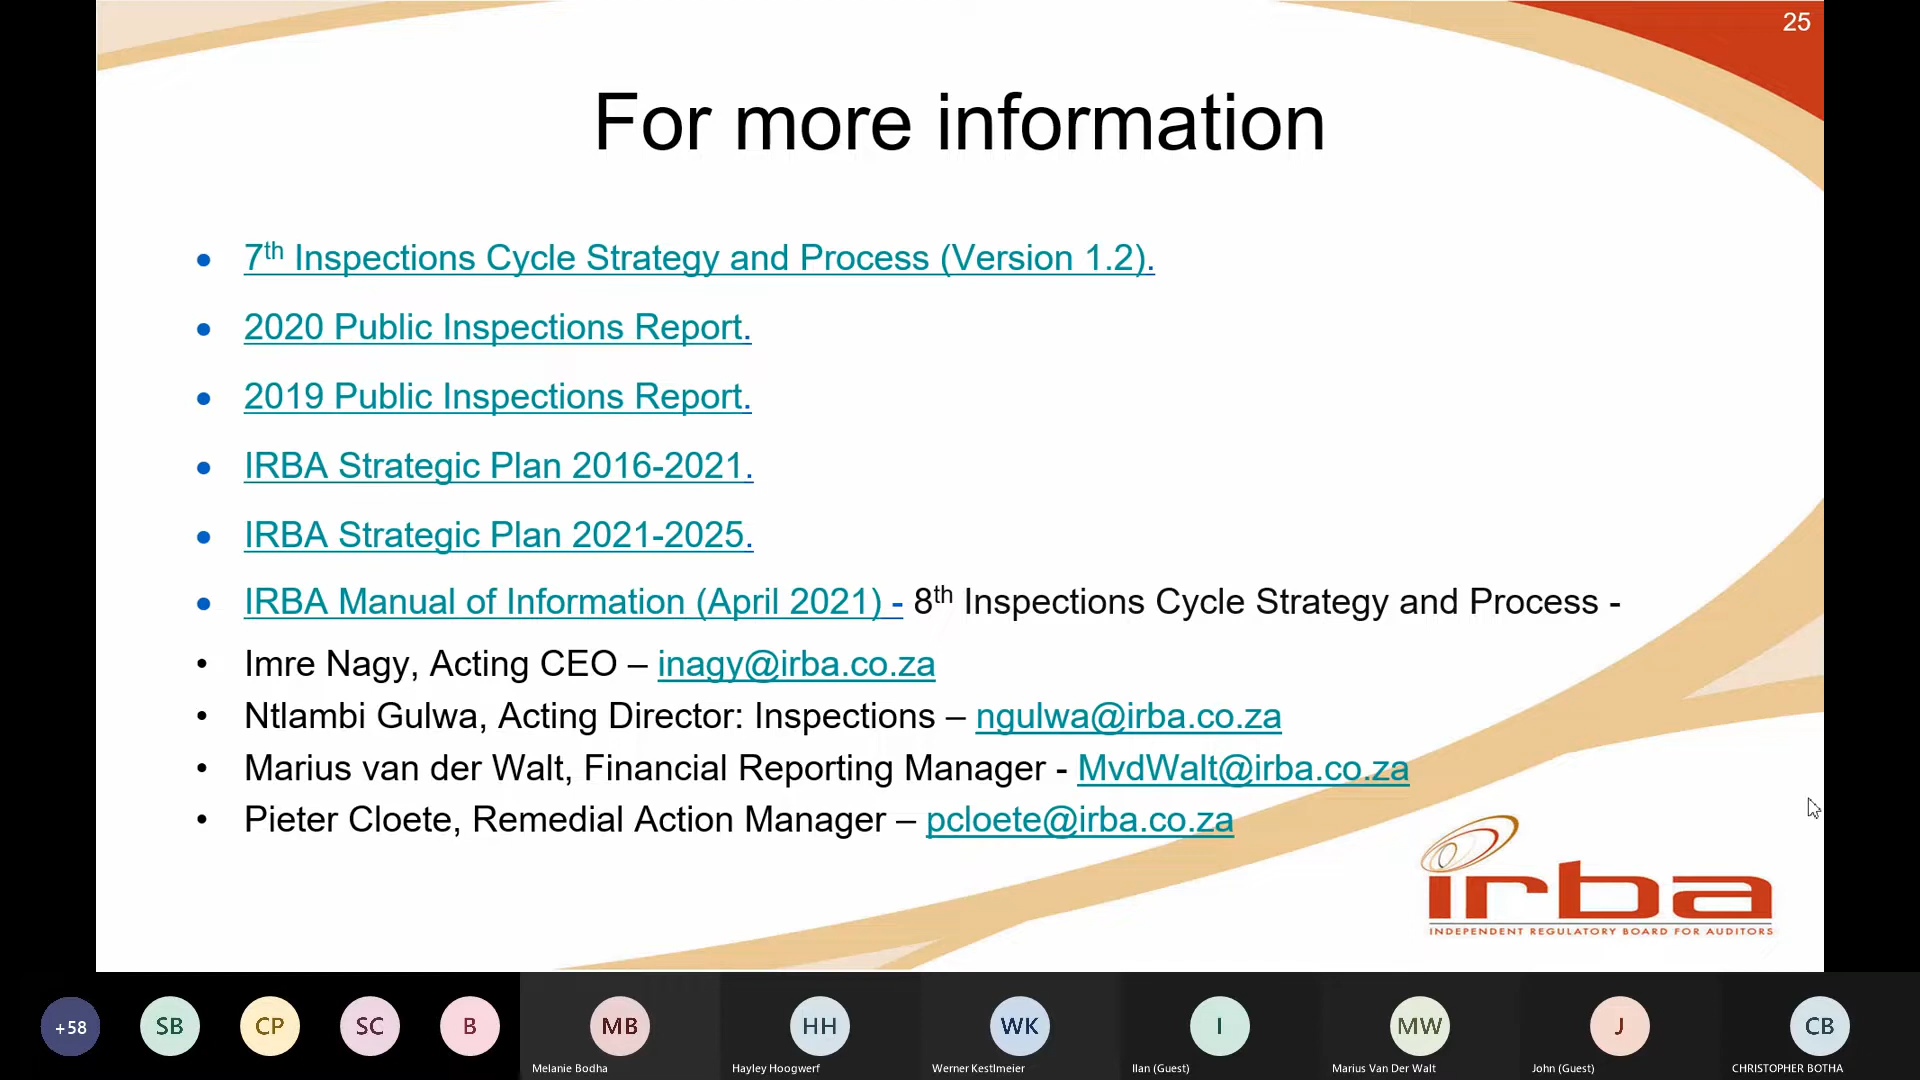 25
For more information
• 7th Inspections Cycle Strategy and Process (Version 1.2).
• 2020 Public Inspections Report.
• 2019 Public Inspections Report.
• IRBA Strategic Plan 2016-2021.
• IRBA Strategic Plan 2021-2025.
• IRBA Manual of Information (April 2021) - 8th Inspections Cycle Strategy and Process -
• Imre Nagy, Acting CEO – inagy@irba.co.za
• Ntlambi Gulwa, Acting Director: Inspections – ngulwa@irba.co.za
• Marius van der Walt, Financial Reporting Manager - MvdWalt@irba.co.za
• Pieter Cloete, Remedial Action Manager – pcloete@irba.co.za
irba
INDEPENDENT REGULATORY BOARD FOR AUDITORS
+58 SB CP SC B MB HH WK I MW J CB
Melanie Bodha Hayley Hoogwerf Werner Kestlmeier Ilan (Guest) Marius Van Der Walt John (Guest) CHRISTOPHER BOTHA